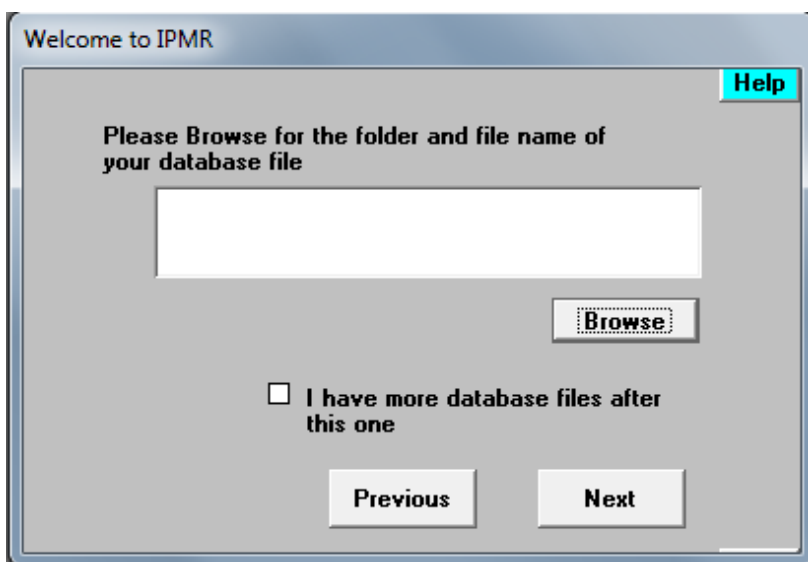 Welcome to IPMR
Help
Please Browse for the folder and file name of
your database file
Browse
I have more database files after
this one
Previous
Next